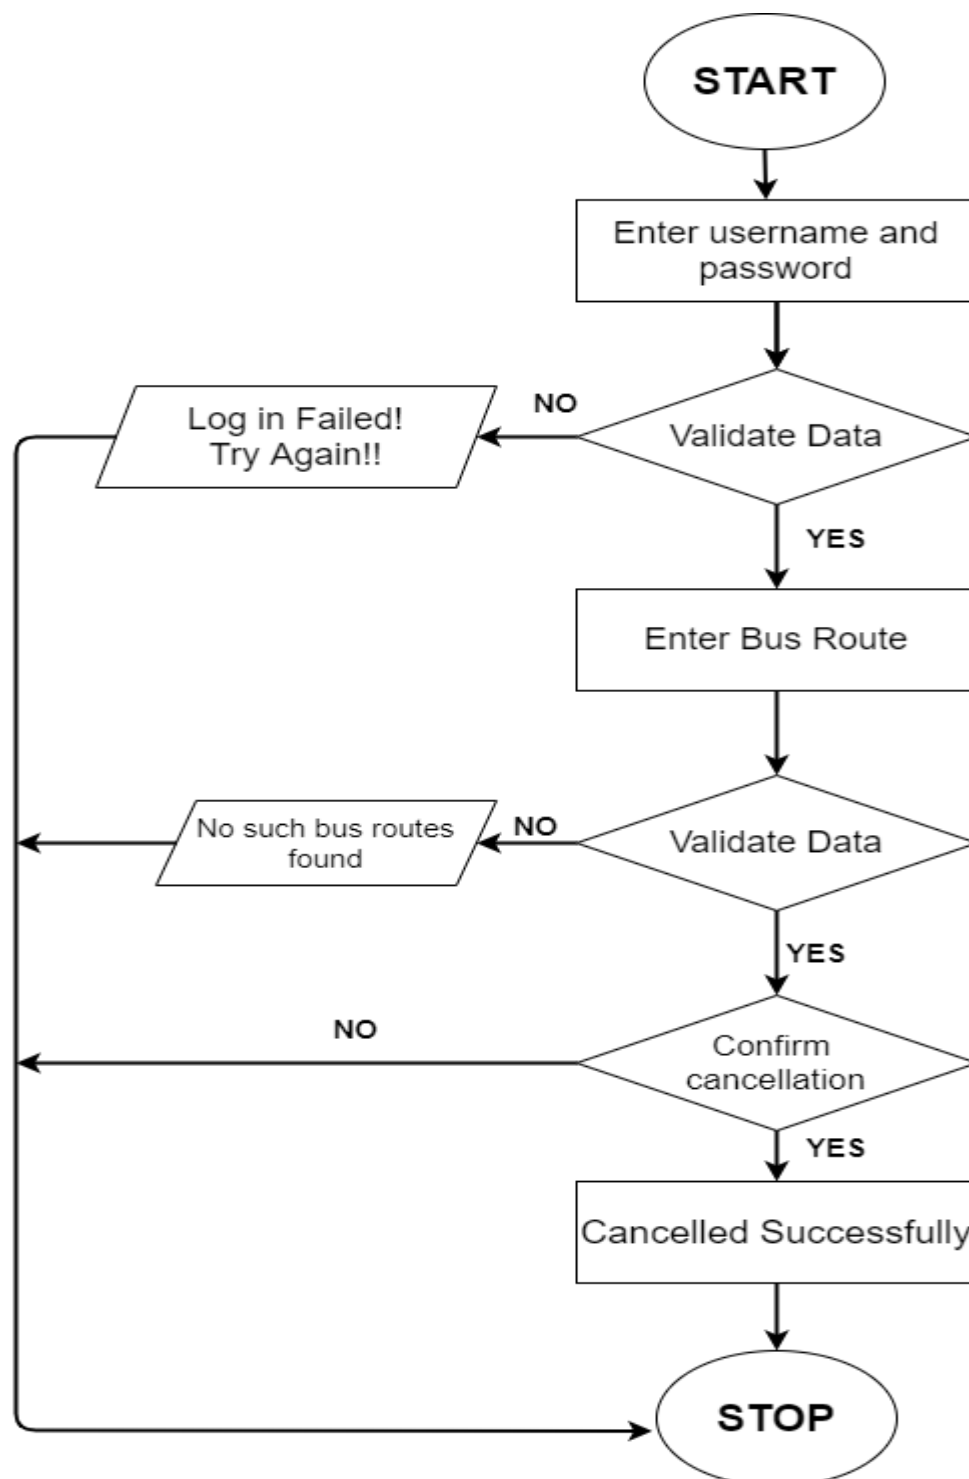 START
Enter username and
password
Validate Data
NO
Log in Failed!
Try Again!!
YES
Enter Bus Route
Validate Data
NO
No such bus routes
found
YES
Confirm
cancellation
NO
YES
Cancelled Successfully
STOP